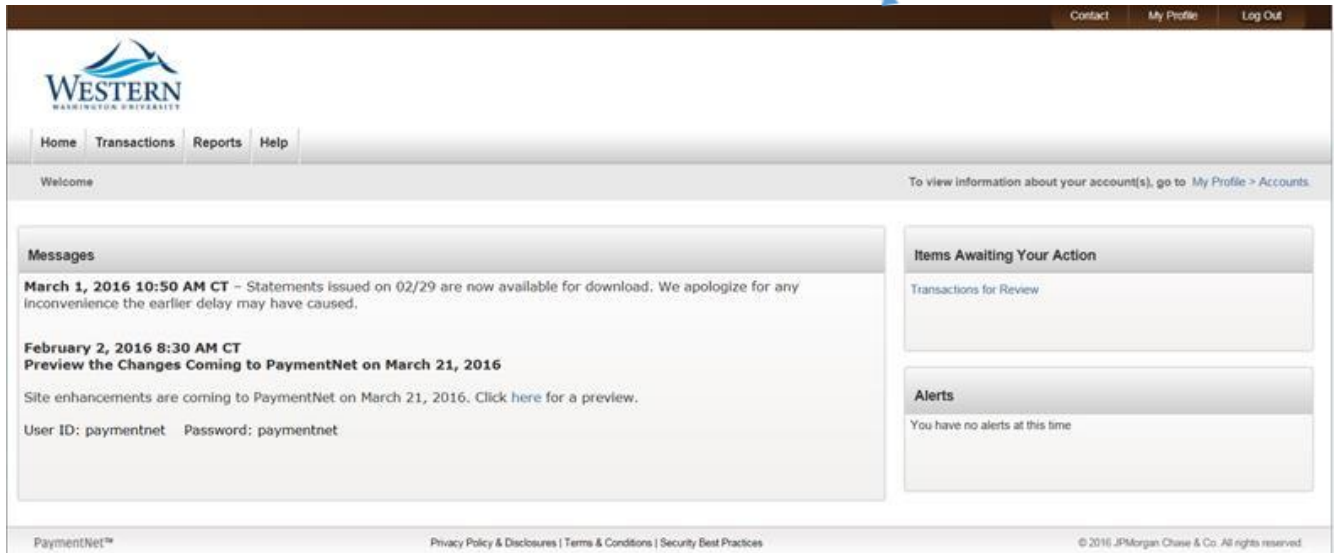 Contact My Profile Log Out
WESTERN
WASHINGTON UNIVERSITY
Home Transactions Reports Help
Welcome
To view information about your account(s), go to My Profile > Accounts
Messages
March 1, 2016 10:50 AM CT – Statements issued on 02/29 are now available for download. We apologize for any
inconvenience the earlier delay may have caused.
February 2, 2016 8:30 AM CT
Preview the Changes Coming to PaymentNet on March 21, 2016
Site enhancements are coming to PaymentNet on March 21, 2016. Click here for a preview.
User ID: paymentnet Password: paymentnet
Items Awaiting Your Action
Transactions for Review
Alerts
You have no alerts at this time
PaymentNet™
Privacy Policy & Disclosures | Terms & Conditions | Security Best Practices
© 2016 JPMorgan Chase & Co. All rights reserved.